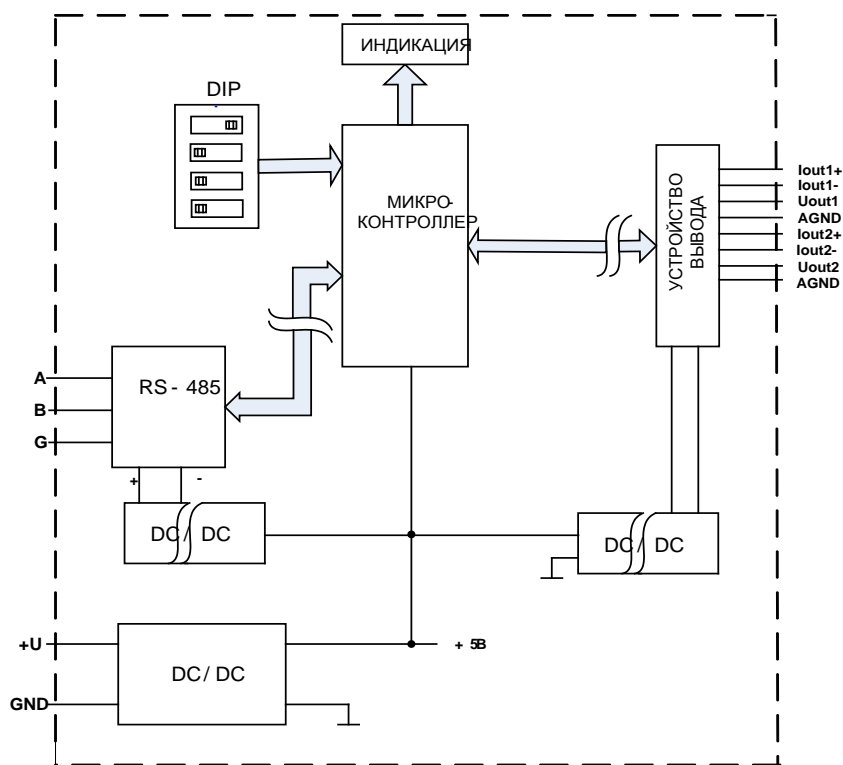 ИНДИКАЦИЯ
DIP
МИКРО-
КОНТРОЛЛЕР
УСТРОЙСТВО
ВЫВОДА
Iout1+
Iout1-
Uout1
AGND
Iout2+
Iout2-
Uout2
AGND
A
B
G
RS - 485
+ -
DC / DC
DC / DC
+U
GND
DC / DC
+ 5В